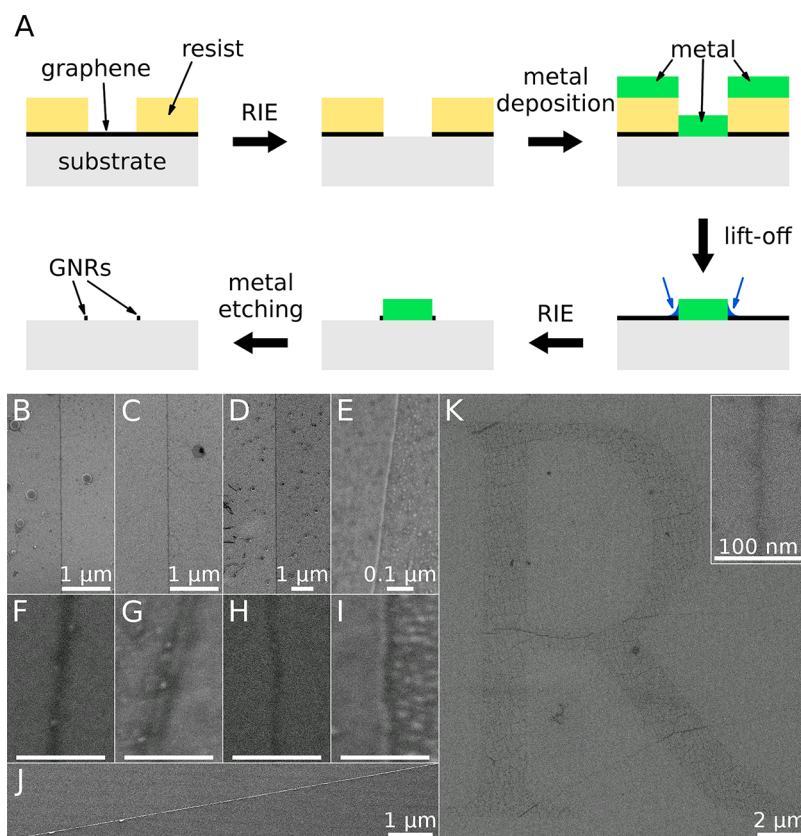 A
resist
graphene
metal
RIE
metal
deposition
substrate
lift-off
GNRs
metal
etching
RIE
B
C
D
E
K
1 μm
1 μm
1 μm
0.1 μm
100 nm
F
G
H
I
J
1 μm
2 μm